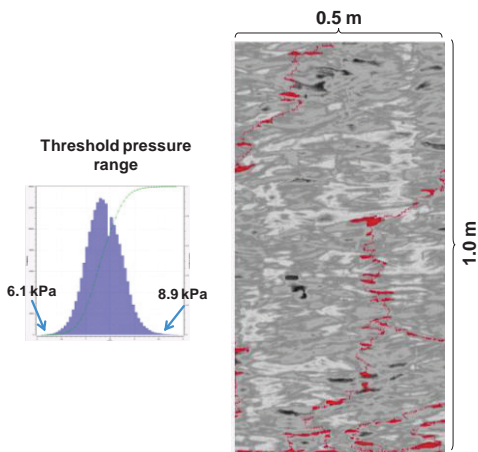 0.5 m
Threshold pressure
range
6.1 kPa
8.9 kPa
1.0 m